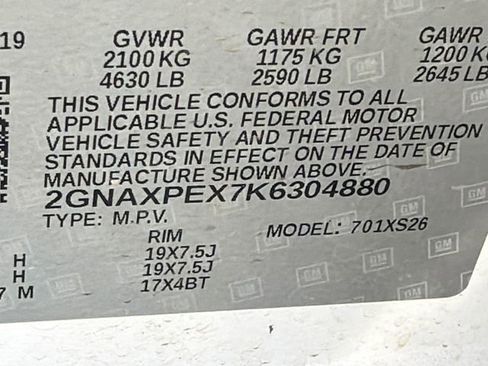 19 GVWR GAWR FRT GAWR
2100 KG 1175 KG 1200 KG
4630 LB 2590 LB 2645 LB
THIS VEHICLE CONFORMS TO ALL
APPLICABLE U.S. FEDERAL MOTOR
VEHICLE SAFETY AND THEFT PREVENTION
STANDARDS IN EFFECT ON THE DATE OF
MANUFACTURE SHOWN ABOVE.
2GNAXPEX7K6304880
TYPE: M.P.V. MODEL: 701XS26
RIM
H 19X7.5J
H 19X7.5J
7 M 17X4BT